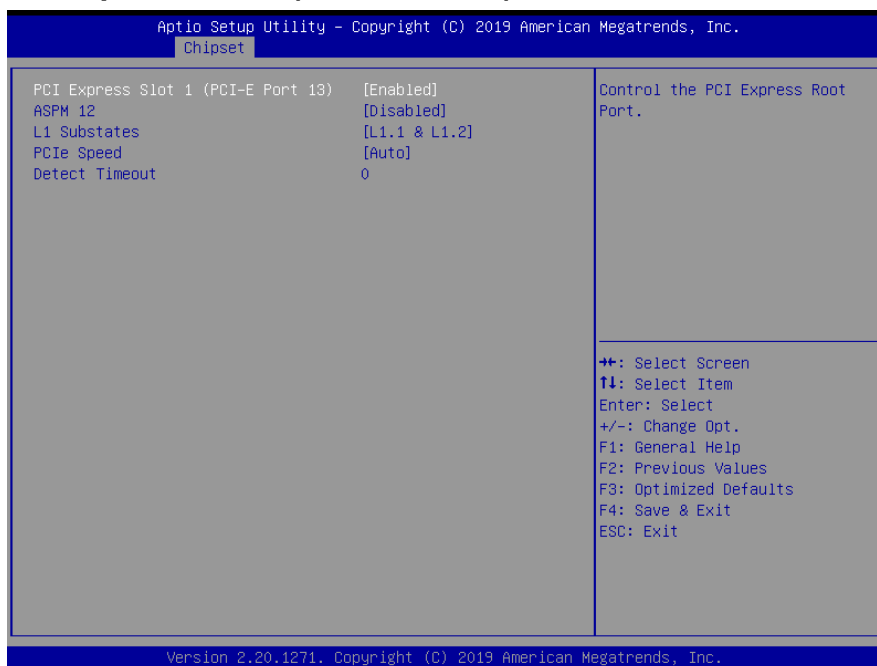 Aptio Setup Utility – Copyright (C) 2019 American Megatrends, Inc.
Chipset
PCI Express Slot 1 (PCI-E Port 13) [Enabled]
ASPM 12 [Disabled]
L1 Substates [L1.1 & L1.2]
PCIe Speed [Auto]
Detect Timeout 0
Control the PCI Express Root
Port.
→←: Select Screen
↑↓: Select Item
Enter: Select
+/-: Change Opt.
F1: General Help
F2: Previous Values
F3: Optimized Defaults
F4: Save & Exit
ESC: Exit
Version 2.20.1271. Copyright (C) 2019 American Megatrends, Inc.